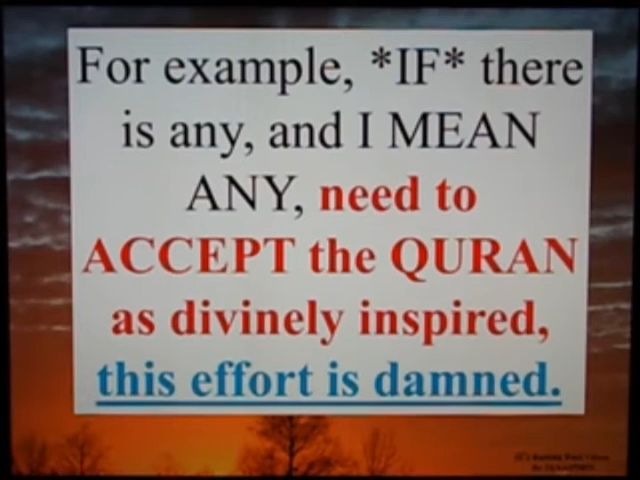 For example, *IF* there
is any, and I MEAN
ANY, need to
ACCEPT the QURAN
as divinely inspired,
this effort is damned.